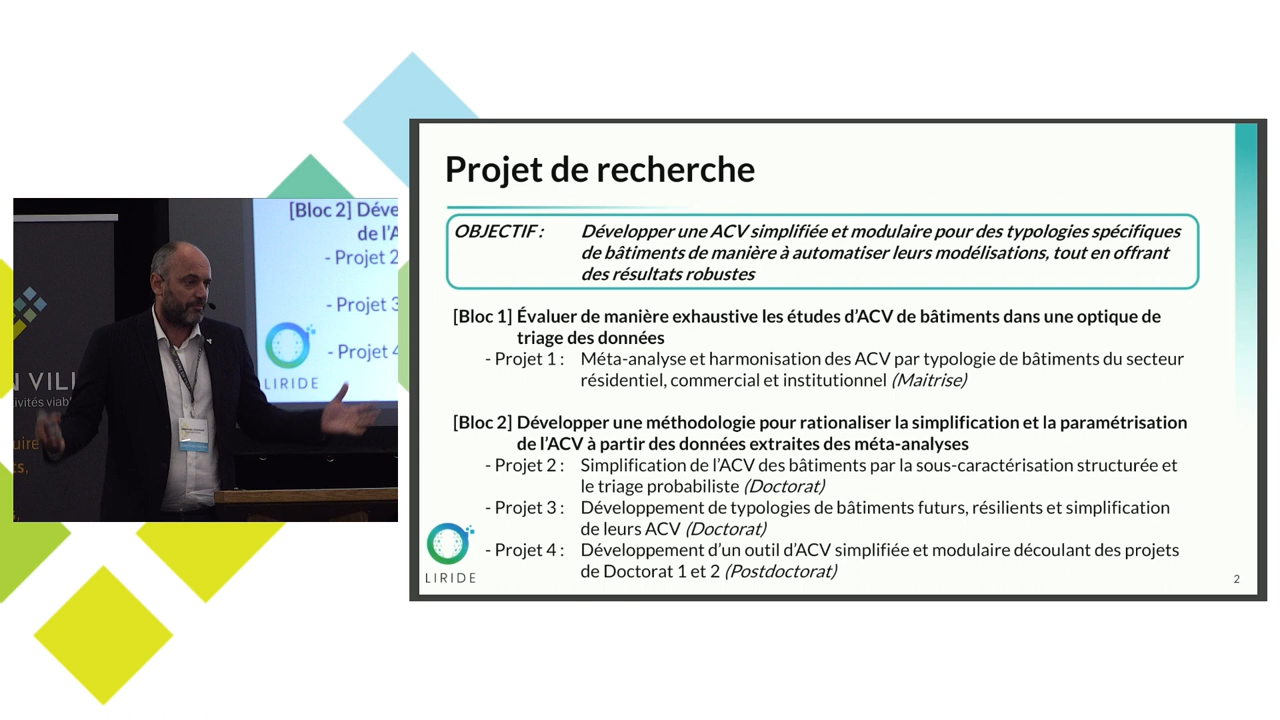 [Bloc 2] Déve
de l'A
- Projet 2
- Projet 3
- Projet 4
LIRIDE
N VILL
ivités viab
uire
Projet de recherche
OBJECTIF : Développer une ACV simplifiée et modulaire pour des typologies spécifiques
de bâtiments de manière à automatiser leurs modélisations, tout en offrant
des résultats robustes
[Bloc 1] Évaluer de manière exhaustive les études d'ACV de bâtiments dans une optique de
triage des données
- Projet 1 : Méta-analyse et harmonisation des ACV par typologie de bâtiments du secteur
résidentiel, commercial et institutionnel (Maitrise)
[Bloc 2] Développer une méthodologie pour rationaliser la simplification et la paramétrisation
de l'ACV à partir des données extraites des méta-analyses
- Projet 2 : Simplification de l'ACV des bâtiments par la sous-caractérisation structurée et
le triage probabiliste (Doctorat)
- Projet 3 : Développement de typologies de bâtiments futurs, résilients et simplification
de leurs ACV (Doctorat)
- Projet 4 : Développement d'un outil d'ACV simplifiée et modulaire découlant des projets
de Doctorat 1 et 2 (Postdoctorat)
LIRIDE
2